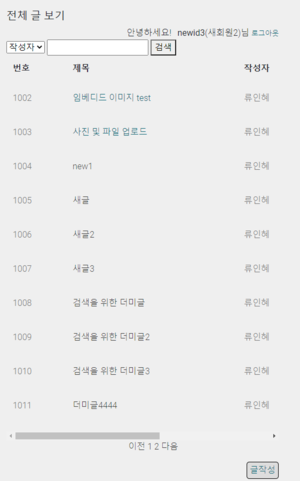 전체 글 보기
안녕하세요! newid3(새회원2)님 로그아웃
작성자 검색
번호 제목 작성자
1002 임베디드 이미지 test 류인혜
1003 사진 및 파일 업로드 류인혜
1004 new1 류인혜
1005 새글 류인혜
1006 새글2 류인혜
1007 새글3 류인혜
1008 검색을 위한 더미글 류인혜
1009 검색을 위한 더미글2 류인혜
1010 검색을 위한 더미글3 류인혜
1011 더미글4444 류인혜
이전 1 2 다음
글작성